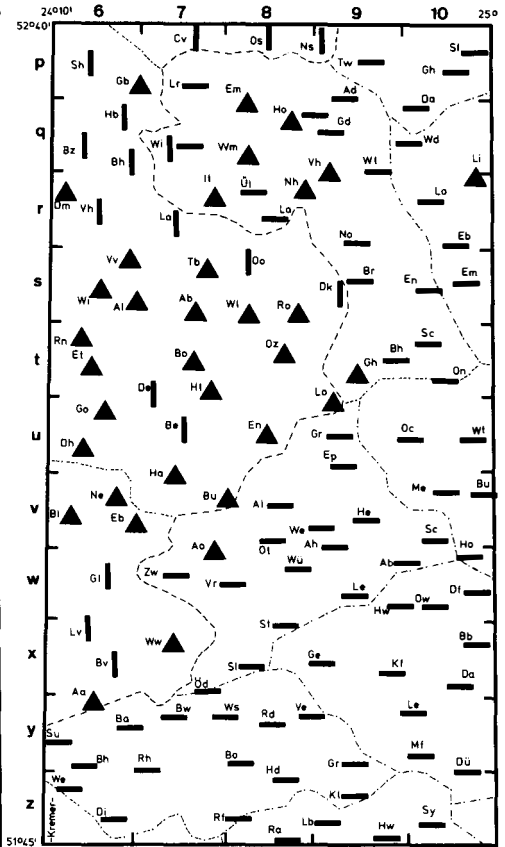 24°10' 6 7 8 9 10 25°
52°40'
Cv Os Ns
p Sh Tw Sl
Gb Lr Em Gh
Ad
Hb Ho Oa
q Gd
Bz Wi Wd
Bh Wm Vh Wt Li
It Ül Nh
Dm Vh Lo
r La La
No Eb
Vv Tb Oo
s Wi Dk Br En Em
Al Ab Wl Ro
Rn Sc
t Et Bo Oz Bh
Gh On
De Ht
Go Lo
u Be En Gr Oc Wt
Dh Ep
Ha
Ne Bu Me Bu
v Bl Al He
Eb We Sc
Ao Ot Ah Ho
w Gl Zw Wü Ab
Vr Le Df
Hw Ow
Lv St
x Bb
Bv Ww Sl Ge Kf
Da
Aa Od
Bw Ws Ve Le
y Ba Rd
Su
Bh Rh Bo Gr Mf Dü
We Hd
z Kl
Di Rf Lb Sy
51°45' Ra Hw
-Kremer-